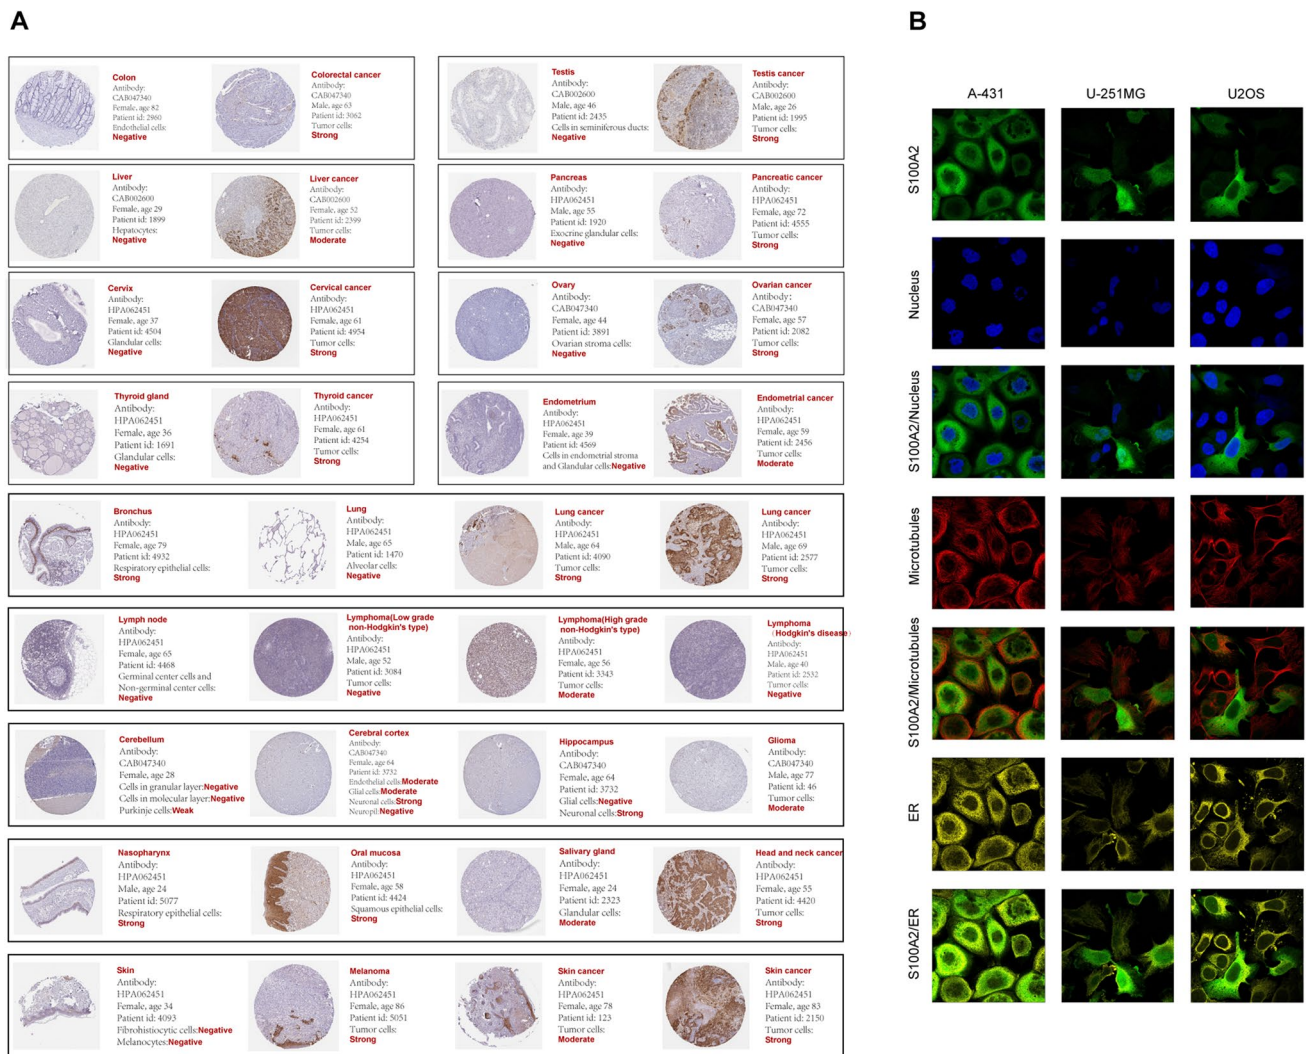 A
Colon
Antibody:
CAB047340
Female, age 82
Patient id: 2960
Endothelial cells:
Negative
Colorectal cancer
Antibody:
CAB047340
Male, age 63
Patient id: 3062
Tumor cells:
Strong
Testis
Antibody:
CAB002600
Male, age 46
Patient id: 2435
Cells in seminiferous ducts:
Negative
Testis cancer
Antibody:
CAB002600
Male, age 26
Patient id: 1995
Tumor cells:
Strong
Liver
Antibody:
CAB002600
Female, age 29
Patient id: 1899
Hepatocytes:
Negative
Liver cancer
Antibody:
CAB002600
Female, age 52
Patient id: 2399
Tumor cells:
Moderate
Pancreas
Antibody:
HPA062451
Male, age 55
Patient id: 1920
Exocrine glandular cells:
Negative
Pancreatic cancer
Antibody:
HPA062451
Female, age 72
Patient id: 4555
Tumor cells:
Strong
Cervix
Antibody:
HPA062451
Female, age 37
Patient id: 4504
Glandular cells:
Negative
Cervical cancer
Antibody:
HPA062451
Female, age 61
Patient id: 4954
Tumor cells:
Strong
Ovary
Antibody:
CAB047340
Female, age 44
Patient id: 3891
Ovarian stroma cells:
Negative
Ovarian cancer
Antibody:
CAB047340
Female, age 57
Patient id: 2082
Tumor cells:
Strong
Thyroid gland
Antibody:
HPA062451
Female, age 36
Patient id: 1691
Glandular cells:
Negative
Thyroid cancer
Antibody:
HPA062451
Female, age 61
Patient id: 4254
Tumor cells:
Strong
Endometrium
Antibody:
HPA062451
Female, age 39
Patient id: 4569
Cells in endometrial stroma
and Glandular cells:Negative
Endometrial cancer
Antibody:
HPA062451
Female, age 59
Patient id: 2456
Tumor cells:
Moderate
Bronchus
Antibody:
HPA062451
Female, age 79
Patient id: 4932
Respiratory epithelial cells:
Strong
Lung
Antibody:
HPA062451
Male, age 65
Patient id: 1470
Alveolar cells:
Negative
Lung cancer
Antibody:
HPA062451
Male, age 64
Patient id: 4090
Tumor cells:
Strong
Lung cancer
Antibody:
HPA062451
Male, age 69
Patient id: 2577
Tumor cells:
Strong
Lymph node
Antibody:
HPA062451
Female, age 65
Patient id: 4468
Germinal center cells and
Non-germinal center cells:
Negative
Lymphoma(Low grade
non-Hodgkin's type)
Antibody:
HPA062451
Male, age 52
Patient id: 3084
Tumor cells:
Negative
Lymphoma(High grade
non-Hodgkin's type)
Antibody:
HPA062451
Female, age 56
Patient id: 3343
Tumor cells:
Moderate
Lymphoma
(Hodgkin's disease)
Antibody:
HPA062451
Male, age 40
Patient id: 2532
Tumor cells:
Negative
Cerebellum
Antibody:
CAB047340
Female, age 28
Cells in granular layer:Negative
Cells in molecular layer:Negative
Purkinje cells:Weak
Cerebral cortex
Antibody:
CAB047340
Female, age 64
Patient id: 3732
Endothelial cells:Moderate
Glial cells:Moderate
Neuronal cells:Strong
Neuropil:Negative
Hippocampus
Antibody:
CAB047340
Female, age 64
Patient id: 3732
Glial cells:Negative
Neuronal cells:Strong
Glioma
Antibody:
CAB047340
Male, age 77
Patient id: 46
Tumor cells:
Moderate
Nasopharynx
Antibody:
HPA062451
Male, age 24
Patient id: 5077
Respiratory epithelial cells:
Strong
Oral mucosa
Antibody:
HPA062451
Female, age 58
Patient id: 4424
Squamous epithelial cells:
Strong
Salivary gland
Antibody:
HPA062451
Female, age 24
Patient id: 2323
Glandular cells:
Moderate
Head and neck cancer
Antibody:
HPA062451
Female, age 55
Patient id: 4420
Tumor cells:
Strong
Skin
Antibody:
HPA062451
Female, age 34
Patient id: 4093
Fibrohistiocytic cells:Negative
Melanocytes:Negative
Melanoma
Antibody:
HPA062451
Female, age 86
Patient id: 5051
Tumor cells:
Strong
Skin cancer
Antibody:
HPA062451
Female, age 78
Patient id: 123
Tumor cells:
Moderate
Skin cancer
Antibody:
HPA062451
Female, age 83
Patient id: 2150
Tumor cells:
Strong
B
A-431
U-251MG
U2OS
S100A2
Nucleus
S100A2/Nucleus
Microtubules
S100A2/Microtubules
ER
S100A2/ER